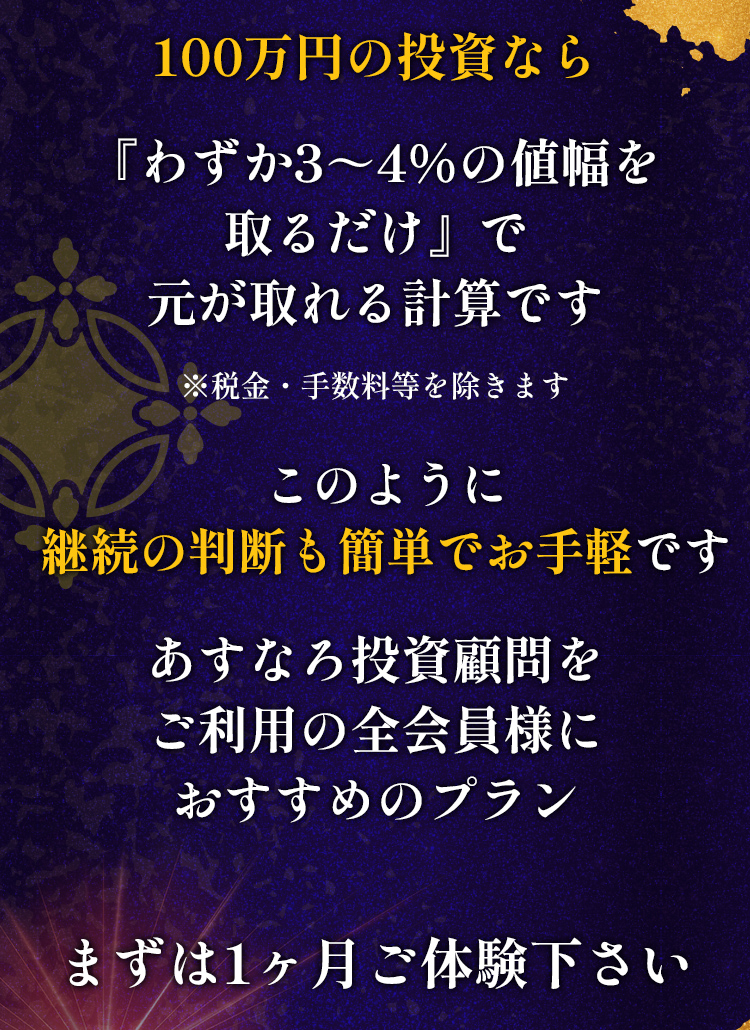 100万円の投資なら
『わずか3〜4%の値幅を
取るだけ』で
元が取れる計算です
※税金・手数料等を除きます
このように
継続の判断も簡単でお手軽です
あすなろ投資顧問を
ご利用の全会員様に
おすすめのプラン
まずは1ヶ月ご体験下さい